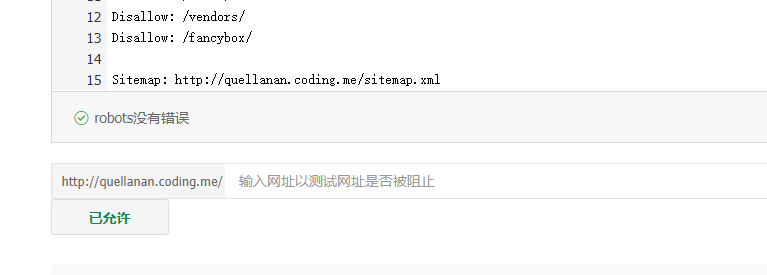 12 Disallow: /vendors/
13 Disallow: /fancybox/
14
15 Sitemap: http://quellanan.coding.me/sitemap.xml
robots没有错误
http://quellanan.coding.me/ 输入网址以测试网址是否被阻止
已允许